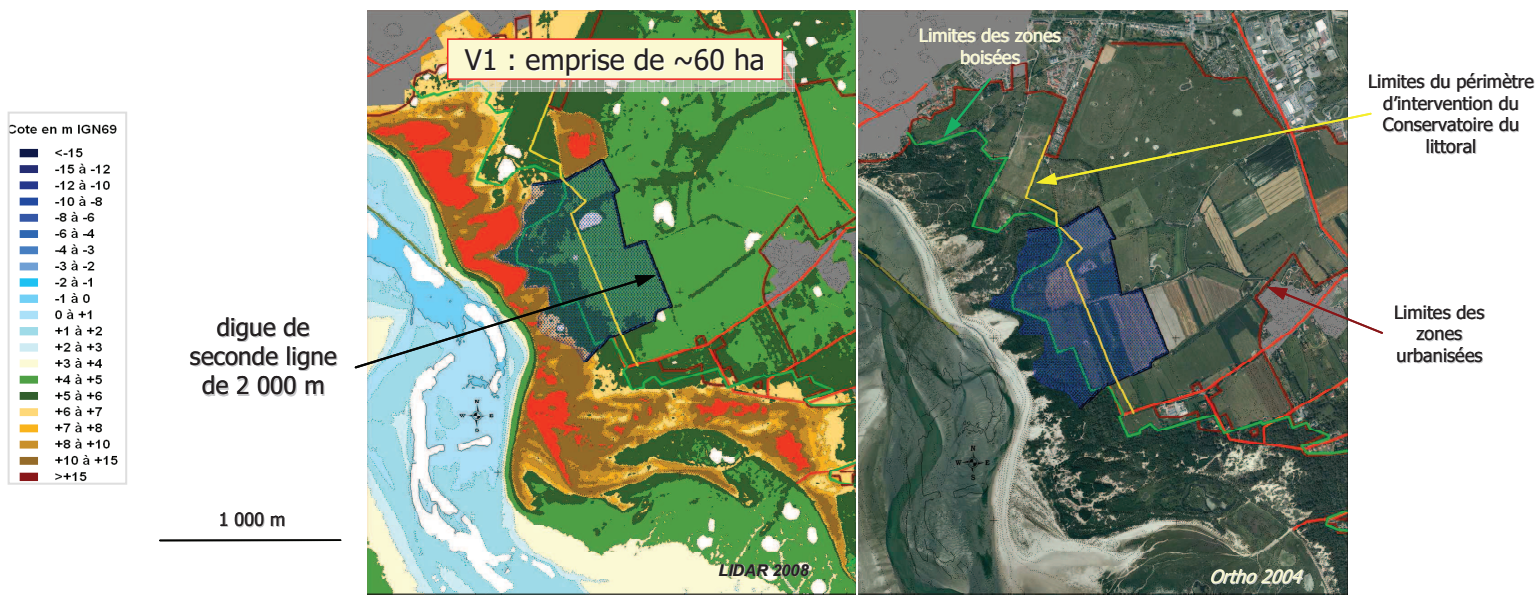 V1 : emprise de ~60 ha
Cote en m IGN69
<-15
-15 à -12
-12 à -10
-10 à -8
-8 à -6
-6 à -4
-4 à -3
-3 à -2
-2 à -1
-1 à 0
0 à +1
+1 à +2
+2 à +3
+3 à +4
+4 à +5
+5 à +6
+6 à +7
+7 à +8
+8 à +10
+10 à +15
>+15
1 000 m
digue de
seconde ligne
de 2 000 m
N
W E
S
LIDAR 2008
Limites des zones
boisées
Limites du périmètre
d'intervention du
Conservatoire du
littoral
Limites des
zones
urbanisées
N
W E
S
Ortho 2004